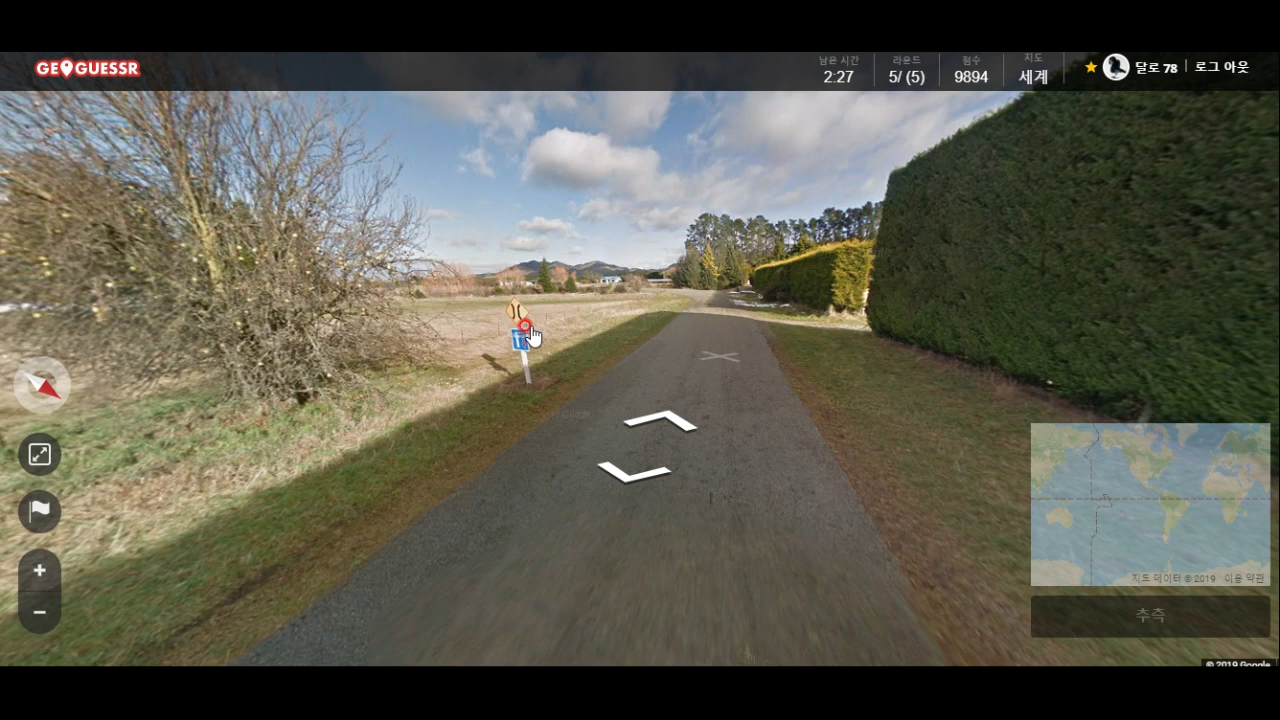 GEOGUESSR
남은 시간
2:27
라운드
5/ (5)
점수
9894
지도
세계
달로 78
로그 아웃
지도 데이터 © 2019 이용 약관
추측
© 2019 Google